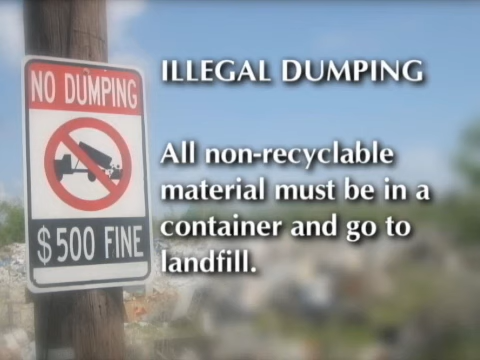 NO DUMPING
$500 FINE
ILLEGAL DUMPING
All non-recyclable
material must be in a
container and go to
landfill.